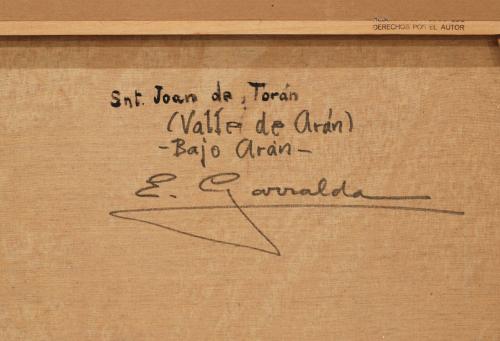 DERECHOS POR EL AUTOR
Snt. Joan de Torán
(Valle de Arán)
-Bajo Arán-
E. Garralda